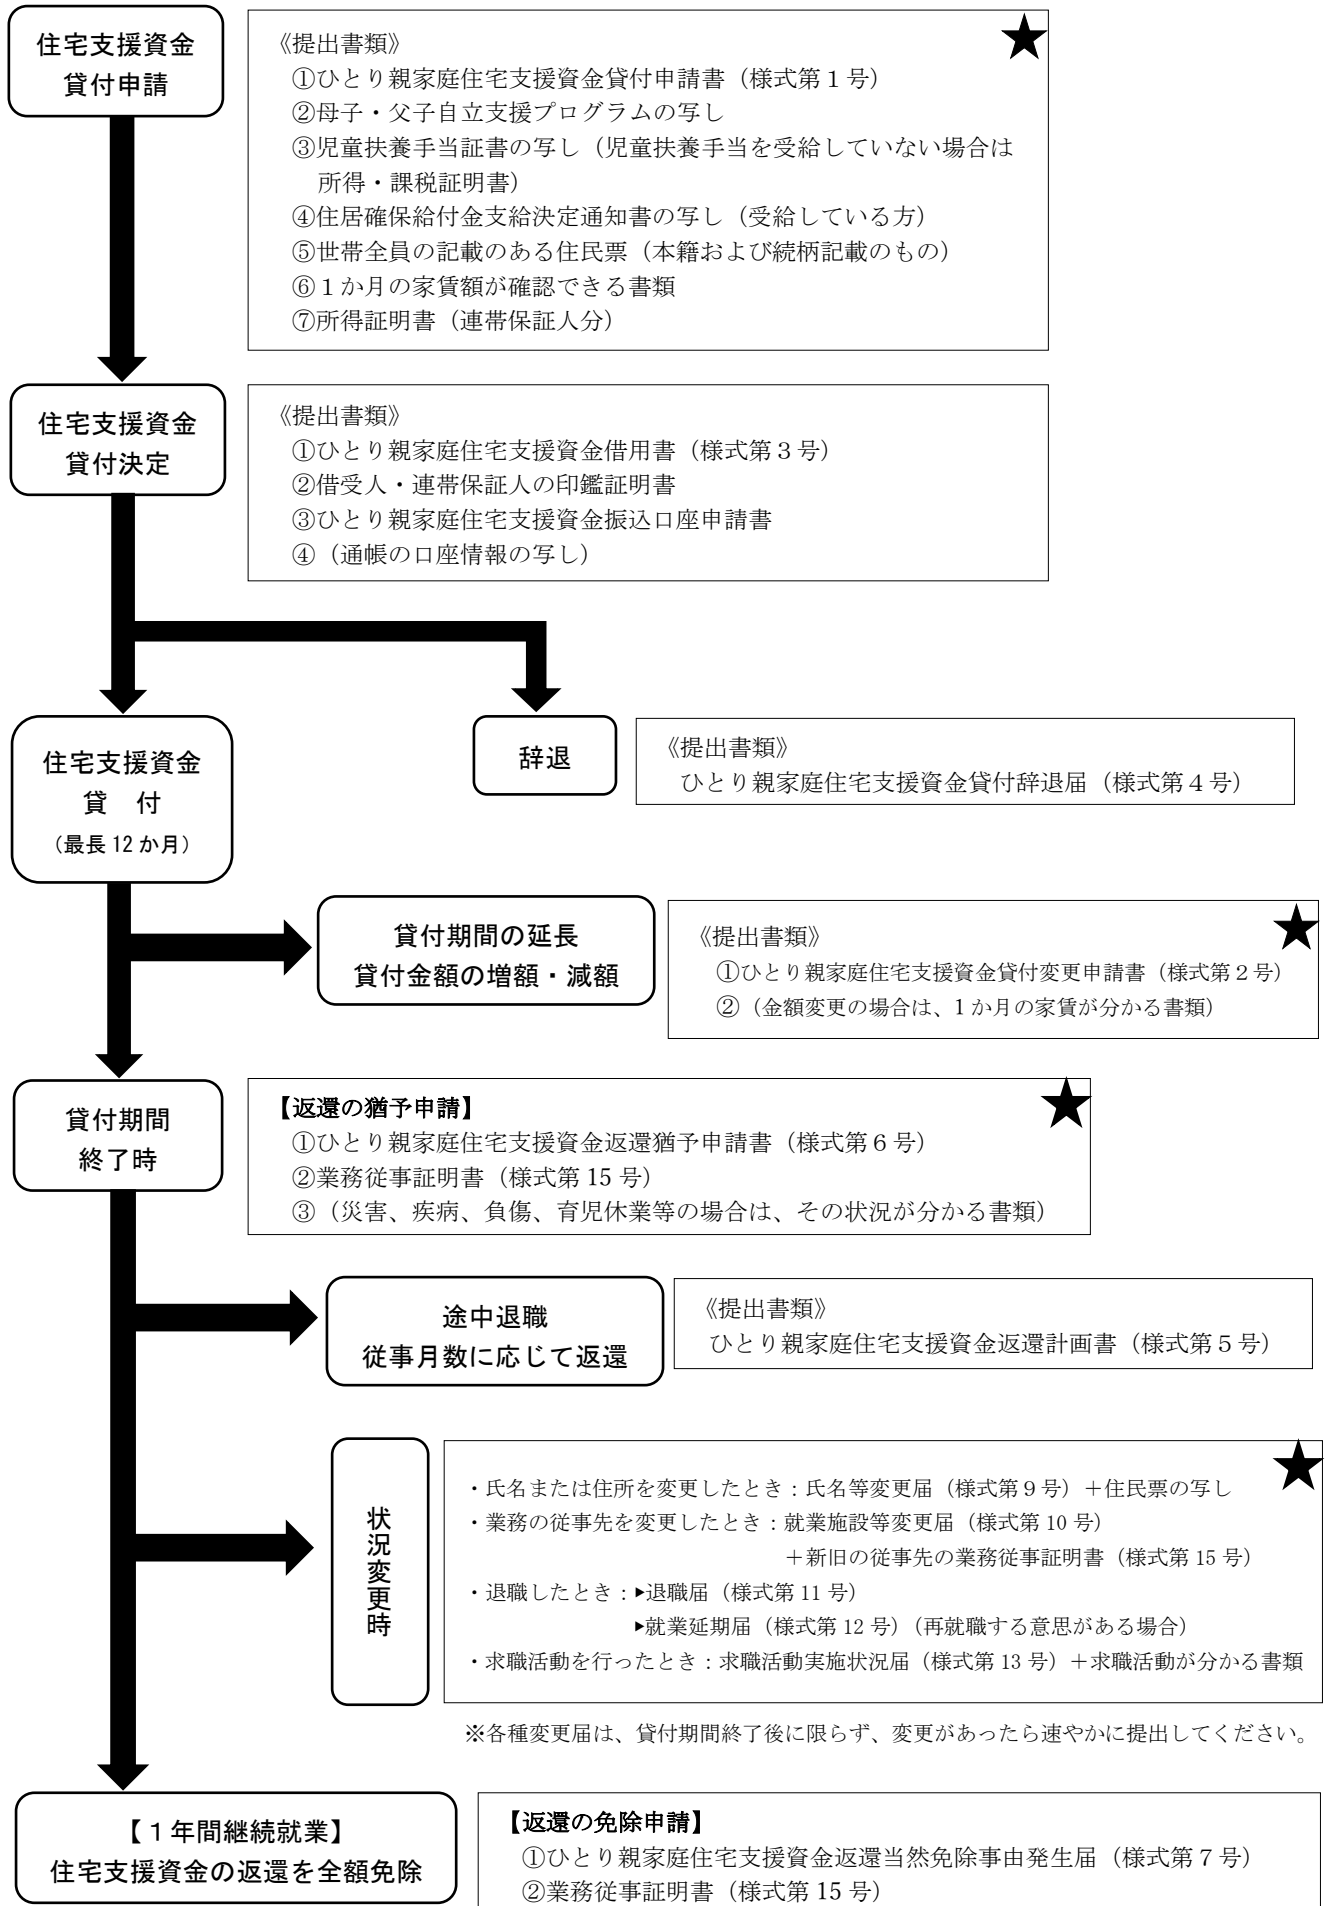 住宅支援資金
貸付申請
《提出書類》
①ひとり親家庭住宅支援資金貸付申請書（様式第１号）
②母子・父子自立支援プログラムの写し
③児童扶養手当証書の写し（児童扶養手当を受給していない場合は
所得・課税証明書）
④住居確保給付金支給決定通知書の写し（受給している方）
⑤世帯全員の記載のある住民票（本籍および続柄記載のもの）
⑥１か月の家賃額が確認できる書類
⑦所得証明書（連帯保証人分）
住宅支援資金
貸付決定
《提出書類》
①ひとり親家庭住宅支援資金借用書（様式第３号）
②借受人・連帯保証人の印鑑証明書
③ひとり親家庭住宅支援資金振込口座申請書
④（通帳の口座情報の写し）
住宅支援資金
貸　付
（最長 12 か月）
辞退
《提出書類》
ひとり親家庭住宅支援資金貸付辞退届（様式第４号）
貸付期間の延長
貸付金額の増額・減額
《提出書類》
①ひとり親家庭住宅支援資金貸付変更申請書（様式第２号）
②（金額変更の場合は、1 か月の家賃が分かる書類）
貸付期間
終了時
【返還の猶予申請】
①ひとり親家庭住宅支援資金返還猶予申請書（様式第６号）
②業務従事証明書（様式第 15 号）
③（災害、疾病、負傷、育児休業等の場合は、その状況が分かる書類）
途中退職
従事月数に応じて返還
《提出書類》
ひとり親家庭住宅支援資金返還計画書（様式第５号）
状況変更時
・氏名または住所を変更したとき：氏名等変更届（様式第９号）＋住民票の写し
・業務の従事先を変更したとき：就業施設等変更届（様式第 10 号）
＋新旧の従事先の業務従事証明書（様式第 15 号）
・退職したとき：▶退職届（様式第 11 号）
▶就業延期届（様式第 12 号）（再就職する意思がある場合）
・求職活動を行ったとき：求職活動実施状況届（様式第 13 号）＋求職活動が分かる書類
※各種変更届は、貸付期間終了後に限らず、変更があったら速やかに提出してください。
【１年間継続就業】
住宅支援資金の返還を全額免除
【返還の免除申請】
①ひとり親家庭住宅支援資金返還当然免除事由発生届（様式第７号）
②業務従事証明書（様式第 15 号）